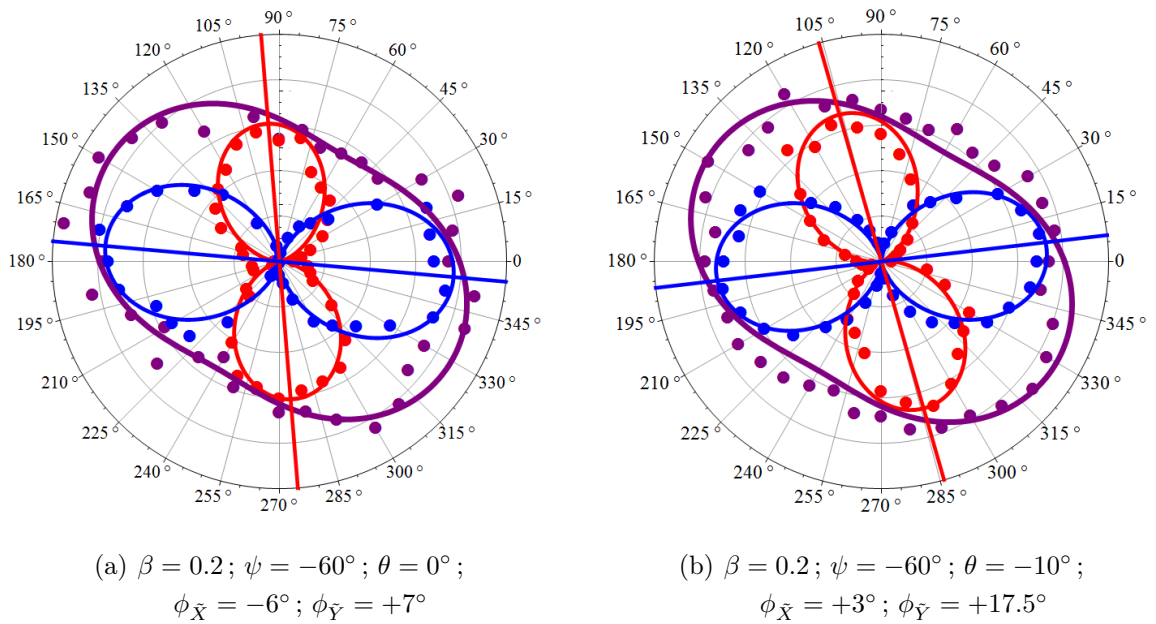 105 ° 90 ° 75 ° 105 ° 90 ° 75 °
120 ° 60 ° 120 ° 60 °
135 ° 45 ° 135 ° 45 °
150 ° 30 ° 150 ° 30 °
165 ° 15 ° 165 ° 15 °
180 ° 0 180 ° 0
195 ° 345 ° 195 ° 345 °
210 ° 330 ° 210 ° 330 °
225 ° 315 ° 225 ° 315 °
240 ° 300 ° 240 ° 300 °
255 ° 270 ° 285 ° 255 ° 270 ° 285 °
(a) β = 0.2 ; ψ = −60° ; θ = 0° ;
ϕ_X̃ = −6° ; ϕ_Ỹ = +7°
(b) β = 0.2 ; ψ = −60° ; θ = −10° ;
ϕ_X̃ = +3° ; ϕ_Ỹ = +17.5°